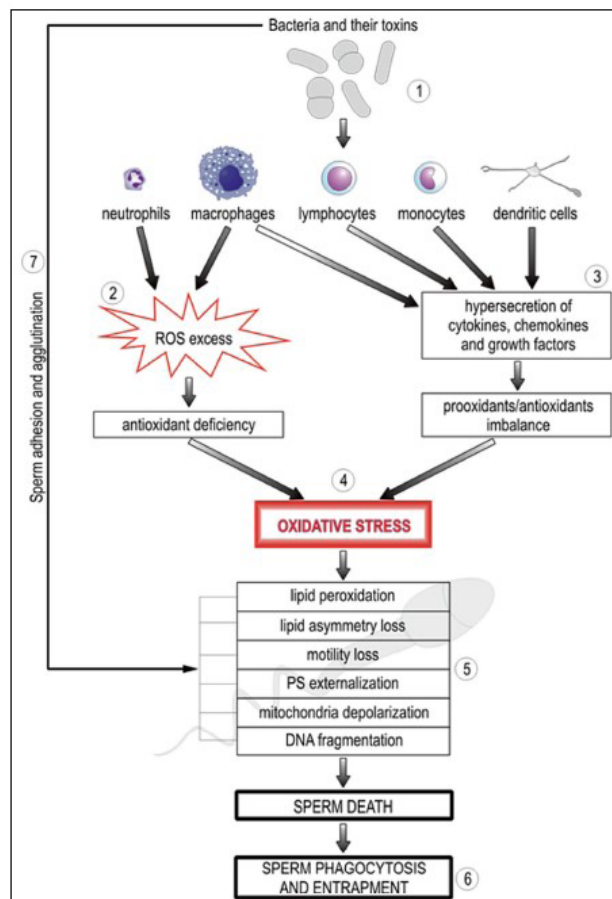 Bacteria and their toxins
1
neutrophils
macrophages
lymphocytes
monocytes
dendritic cells
7
Sperm adhesion and agglutination
2
ROS excess
3
hypersecretion of
cytokines, chemokines
and growth factors
antioxidant deficiency
prooxidants/antioxidants
imbalance
4
OXIDATIVE STRESS
lipid peroxidation
lipid asymmetry loss
motility loss
PS externalization
mitochondria depolarization
DNA fragmentation
5
SPERM DEATH
SPERM PHAGOCYTOSIS
AND ENTRAPMENT
6